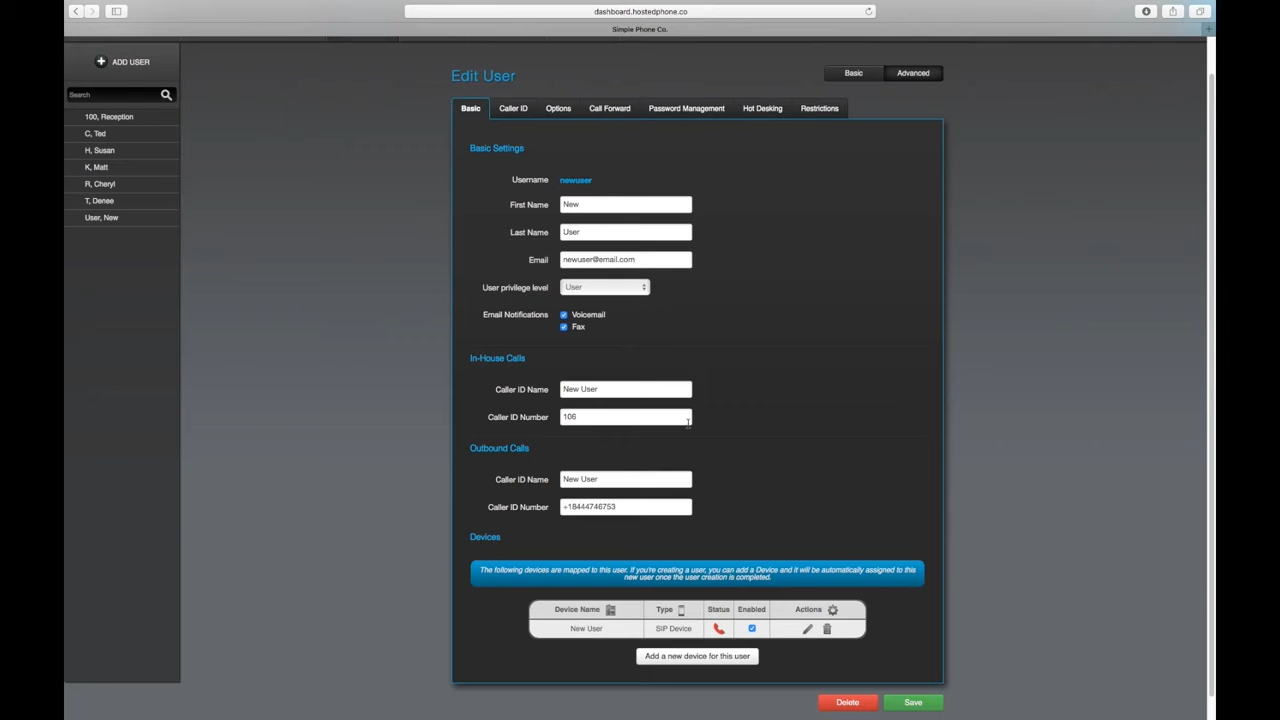 dashboard.hostedphone.co
Simple Phone Co.
ADD USER
Search
100, Reception
C, Ted
H, Susan
K, Matt
R, Cheryl
T, Denee
User, New
Edit User
Basic Advanced
Basic Caller ID Options Call Forward Password Management Hot Desking Restrictions
Basic Settings
Username newuser
First Name New
Last Name User
Email newuser@email.com
User privilege level User
Email Notifications Voicemail
Fax
In-House Calls
Caller ID Name New User
Caller ID Number 106
Outbound Calls
Caller ID Name New User
Caller ID Number +18444746753
Devices
The following devices are mapped to this user. If you're creating a user, you can add a Device and it will be automatically assigned to this
new user once the user creation is completed.
Device Name Type Status Enabled Actions
New User SIP Device
Add a new device for this user
Delete Save